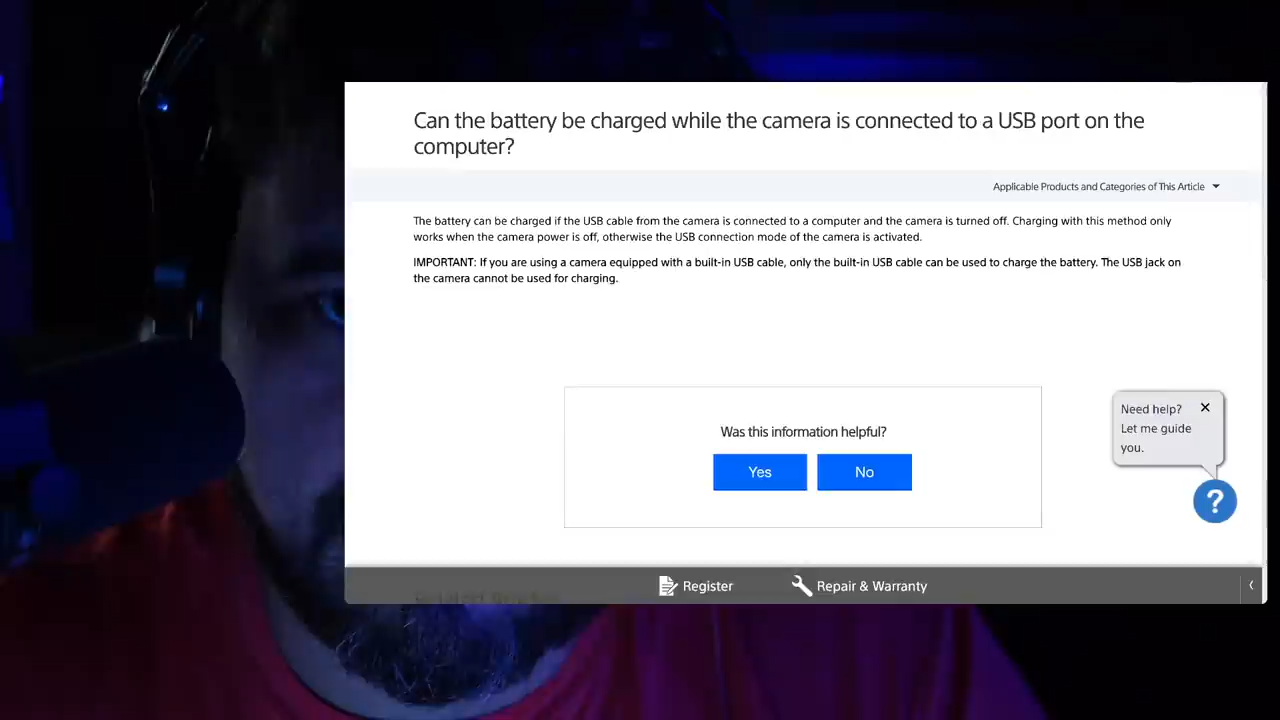 Can the battery be charged while the camera is connected to a USB port on the
computer?
Applicable Products and Categories of This Article
The battery can be charged if the USB cable from the camera is connected to a computer and the camera is turned off. Charging with this method only
works when the camera power is off, otherwise the USB connection mode of the camera is activated.
IMPORTANT: If you are using a camera equipped with a built-in USB cable, only the built-in USB cable can be used to charge the battery. The USB jack on
the camera cannot be used for charging.
Was this information helpful?
Yes No
Need help?
Let me guide
you.
?
Register Repair & Warranty